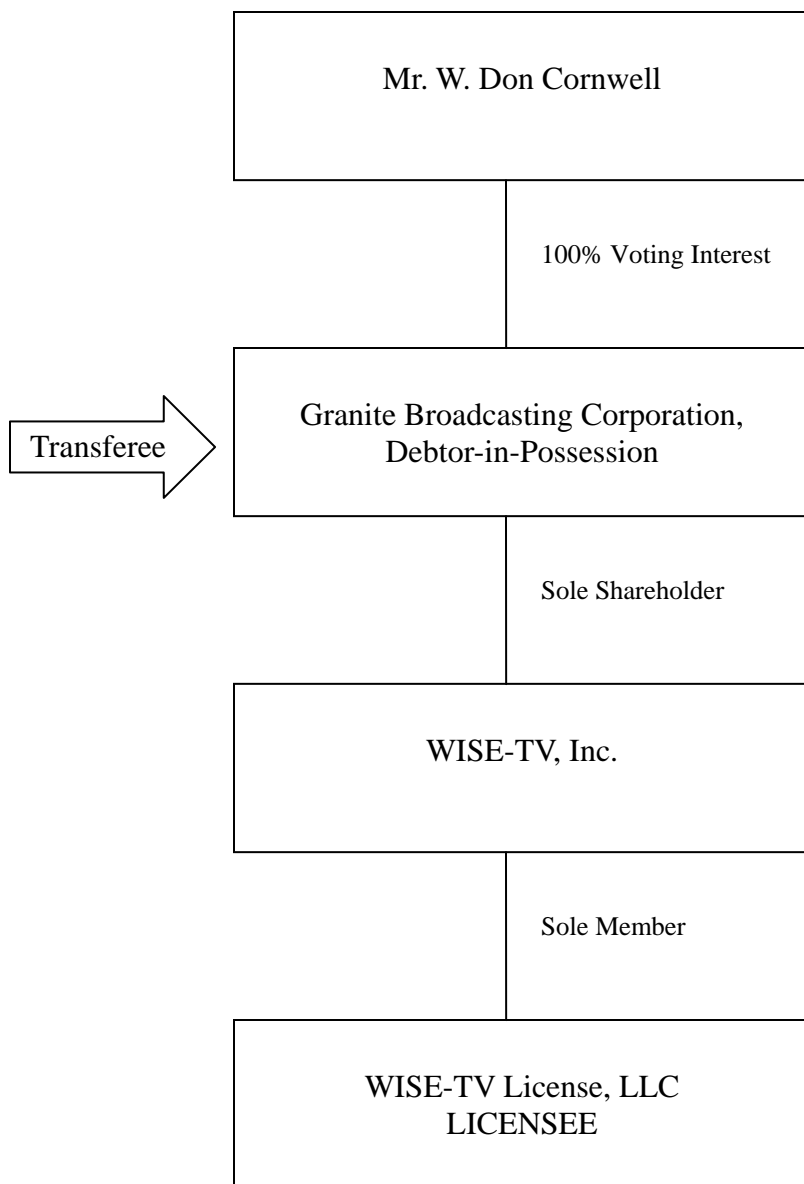 Mr. W. Don Cornwell
100% Voting Interest
Granite Broadcasting Corporation,
Debtor-in-Possession
Transferee
Sole Shareholder
WISE-TV, Inc.
Sole Member
WISE-TV License, LLC
LICENSEE